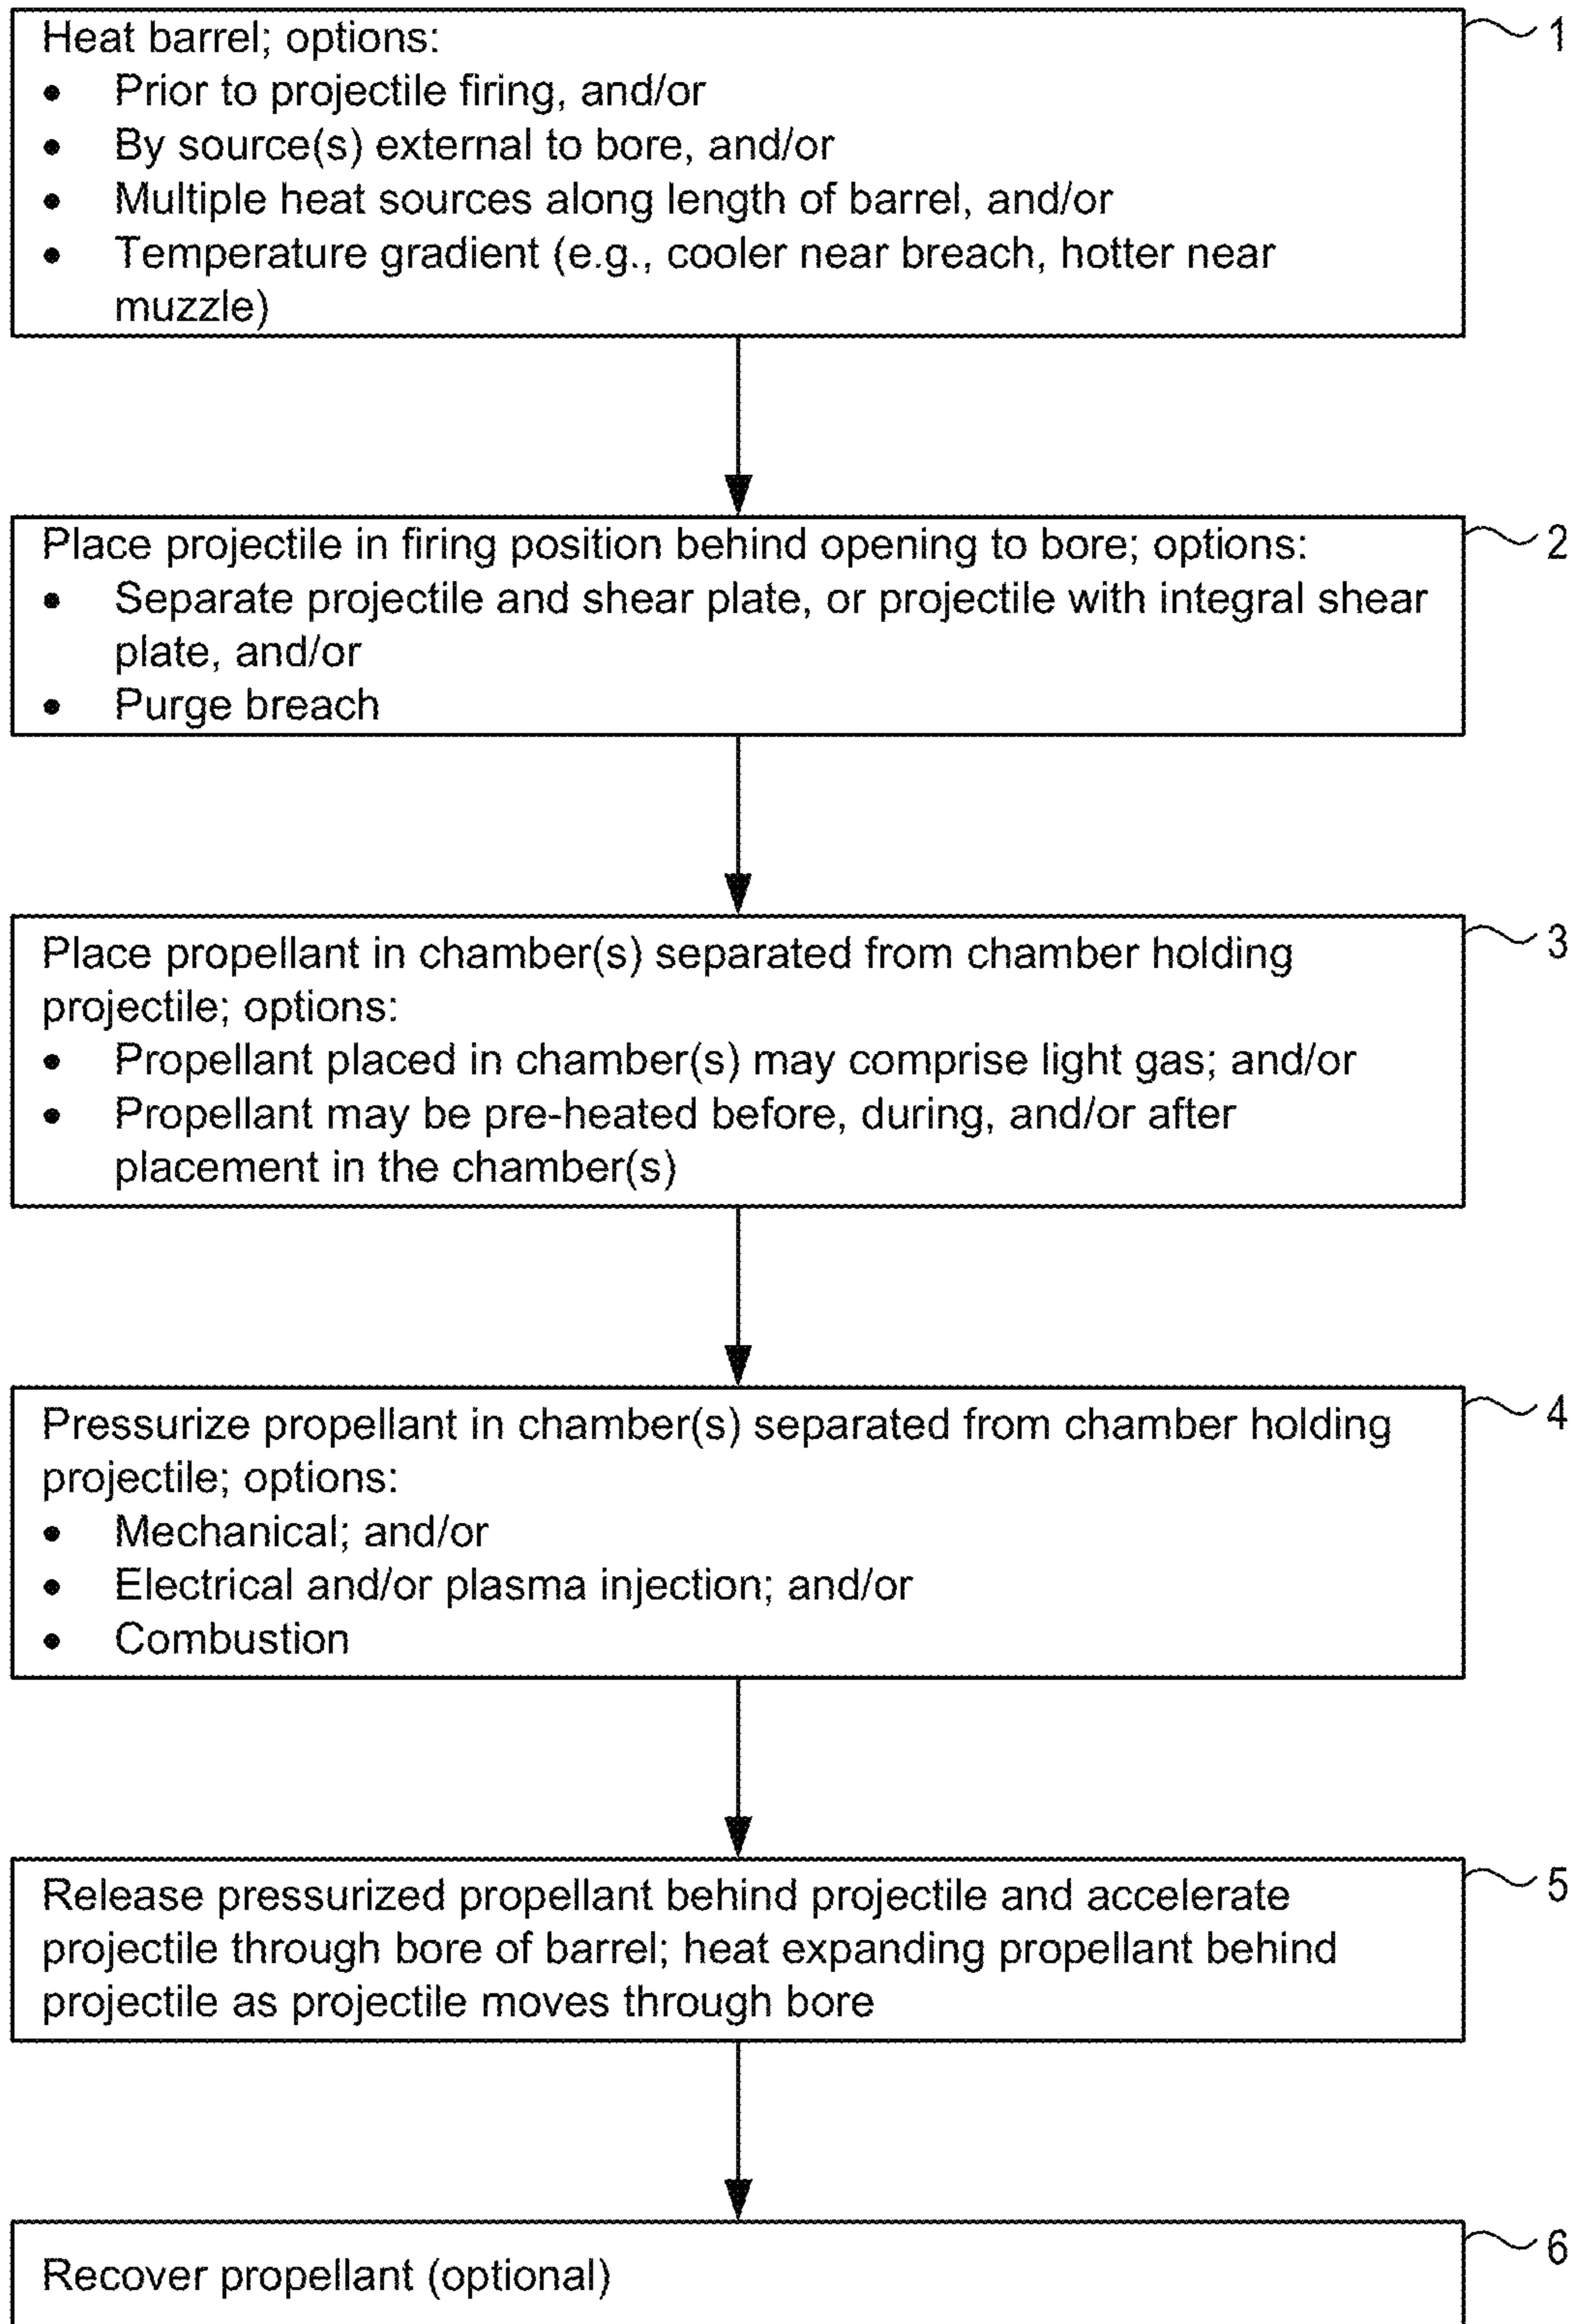 Heat barrel; options:
1
• Prior to projectile firing, and/or
• By source(s) external to bore, and/or
• Multiple heat sources along length of barrel, and/or
• Temperature gradient (e.g., cooler near breach, hotter near
muzzle)
Place projectile in firing position behind opening to bore; options:
2
• Separate projectile and shear plate, or projectile with integral shear
plate, and/or
• Purge breach
Place propellant in chamber(s) separated from chamber holding
3
projectile; options:
• Propellant placed in chamber(s) may comprise light gas; and/or
• Propellant may be pre-heated before, during, and/or after
placement in the chamber(s)
Pressurize propellant in chamber(s) separated from chamber holding
4
projectile; options:
• Mechanical; and/or
• Electrical and/or plasma injection; and/or
• Combustion
Release pressurized propellant behind projectile and accelerate
5
projectile through bore of barrel; heat expanding propellant behind
projectile as projectile moves through bore
Recover propellant (optional)
6